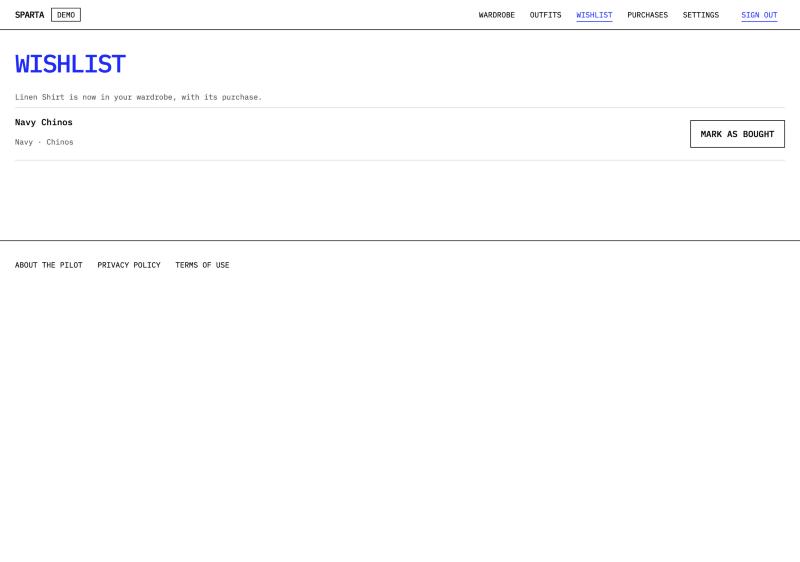 SPARTA DEMO WARDROBE OUTFITS WISHLIST PURCHASES SETTINGS SIGN OUT
WISHLIST
Linen Shirt is now in your wardrobe, with its purchase.
Navy Chinos
Navy · Chinos
MARK AS BOUGHT
ABOUT THE PILOT PRIVACY POLICY TERMS OF USE